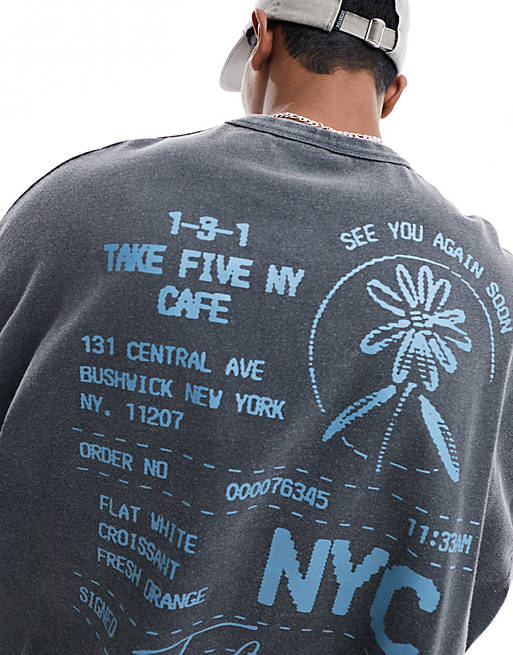 1-3-1
TAKE FIVE NY
CAFE
SEE YOU AGAIN SOON
131 CENTRAL AVE
BUSHWICK NEW YORK
NY. 11207
ORDER NO
000076345
11:33AM
FLAT WHITE
CROISSANT
FRESH ORANGE
NYC
SIGNED